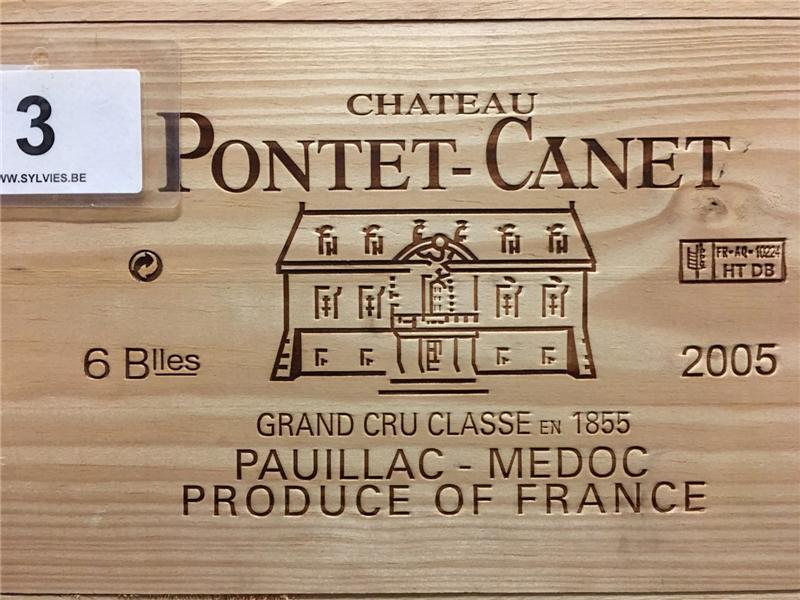 3
WWW.SYLVIES.BE
CHATEAU
PONTET-CANET
FR-AQ-10224
HT DB
6 Blles
2005
GRAND CRU CLASSE EN 1855
PAUILLAC - MEDOC
PRODUCE OF FRANCE